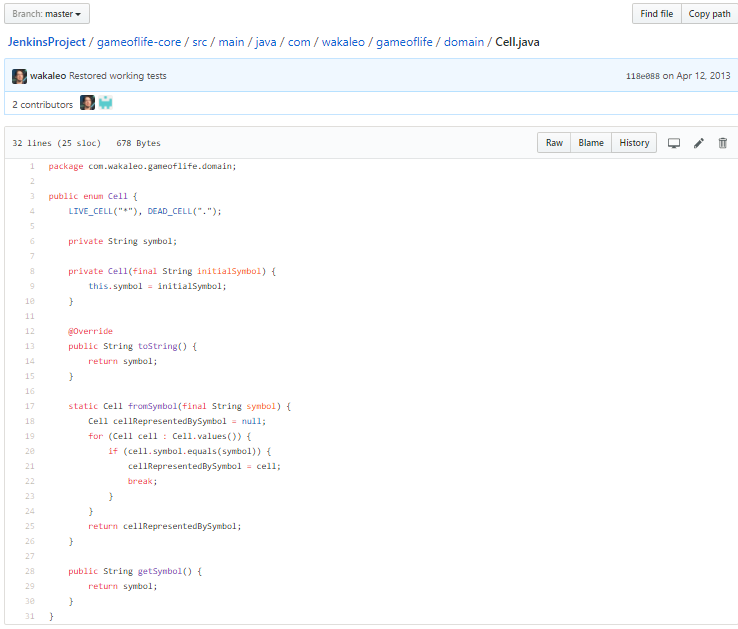 Branch: master
Find file Copy path
JenkinsProject / gameoflife-core / src / main / java / com / wakaleo / gameoflife / domain / Cell.java
wakaleo Restored working tests 118e088 on Apr 12, 2013
2 contributors
32 lines (25 sloc) 678 Bytes Raw Blame History
1 package com.wakaleo.gameoflife.domain;
2
3 public enum Cell {
4 LIVE_CELL("*"), DEAD_CELL(".");
5
6 private String symbol;
7
8 private Cell(final String initialSymbol) {
9 this.symbol = initialSymbol;
10 }
11
12 @Override
13 public String toString() {
14 return symbol;
15 }
16
17 static Cell fromSymbol(final String symbol) {
18 Cell cellRepresentedBySymbol = null;
19 for (Cell cell : Cell.values()) {
20 if (cell.symbol.equals(symbol)) {
21 cellRepresentedBySymbol = cell;
22 break;
23 }
24 }
25 return cellRepresentedBySymbol;
26 }
27
28 public String getSymbol() {
29 return symbol;
30 }
31 }